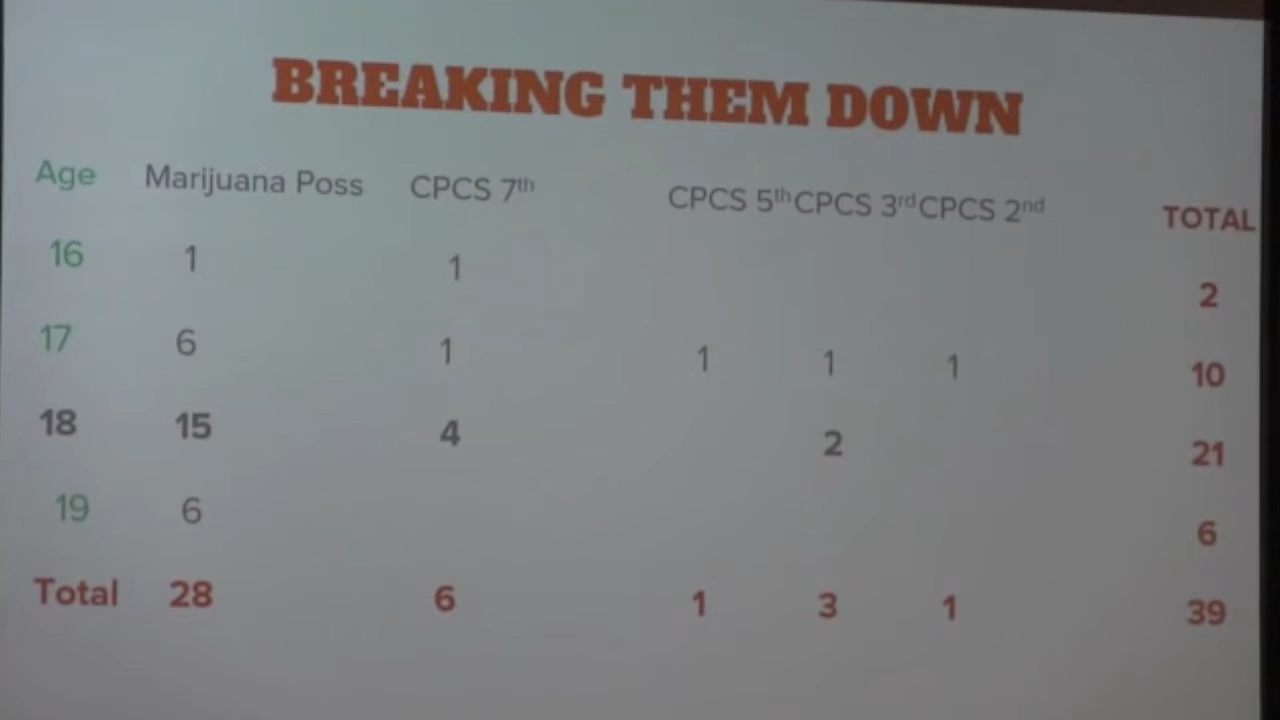 BREAKING THEM DOWN
Age Marijuana Poss CPCS 7th CPCS 5th CPCS 3rd CPCS 2nd TOTAL
16 1 1 2
17 6 1 1 1 1 10
18 15 4 2 21
19 6 6
Total 28 6 1 3 1 39